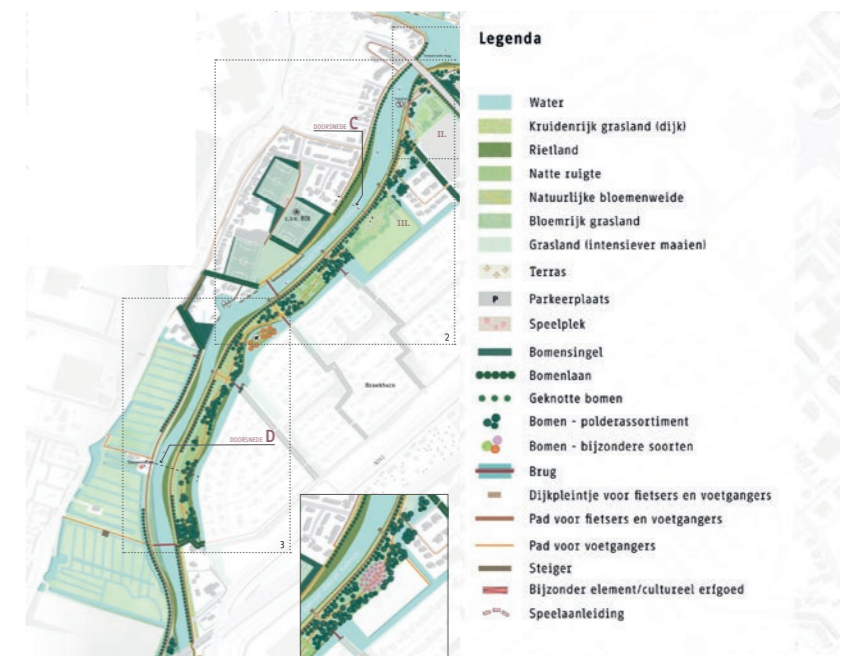 Legenda
Water
Kruidenrijk grasland (dijk)
Rietland
Natte ruigte
Natuurlijke bloemenweide
Bloemrijk grasland
Grasland (intensiever maaien)
Terras
P Parkeerplaats
Speelplek
Bomensingel
Bomenlaan
Geknotte bomen
Bomen - polderassortiment
Bomen - bijzondere soorten
Brug
Dijkpleintje voor fietsers en voetgangers
Pad voor fietsers en voetgangers
Pad voor voetgangers
Steiger
Bijzonder element/cultureel erfgoed
Speelaanleiding
DOORSNEDE C
II.
III.
2
DOORSNEDE D
3